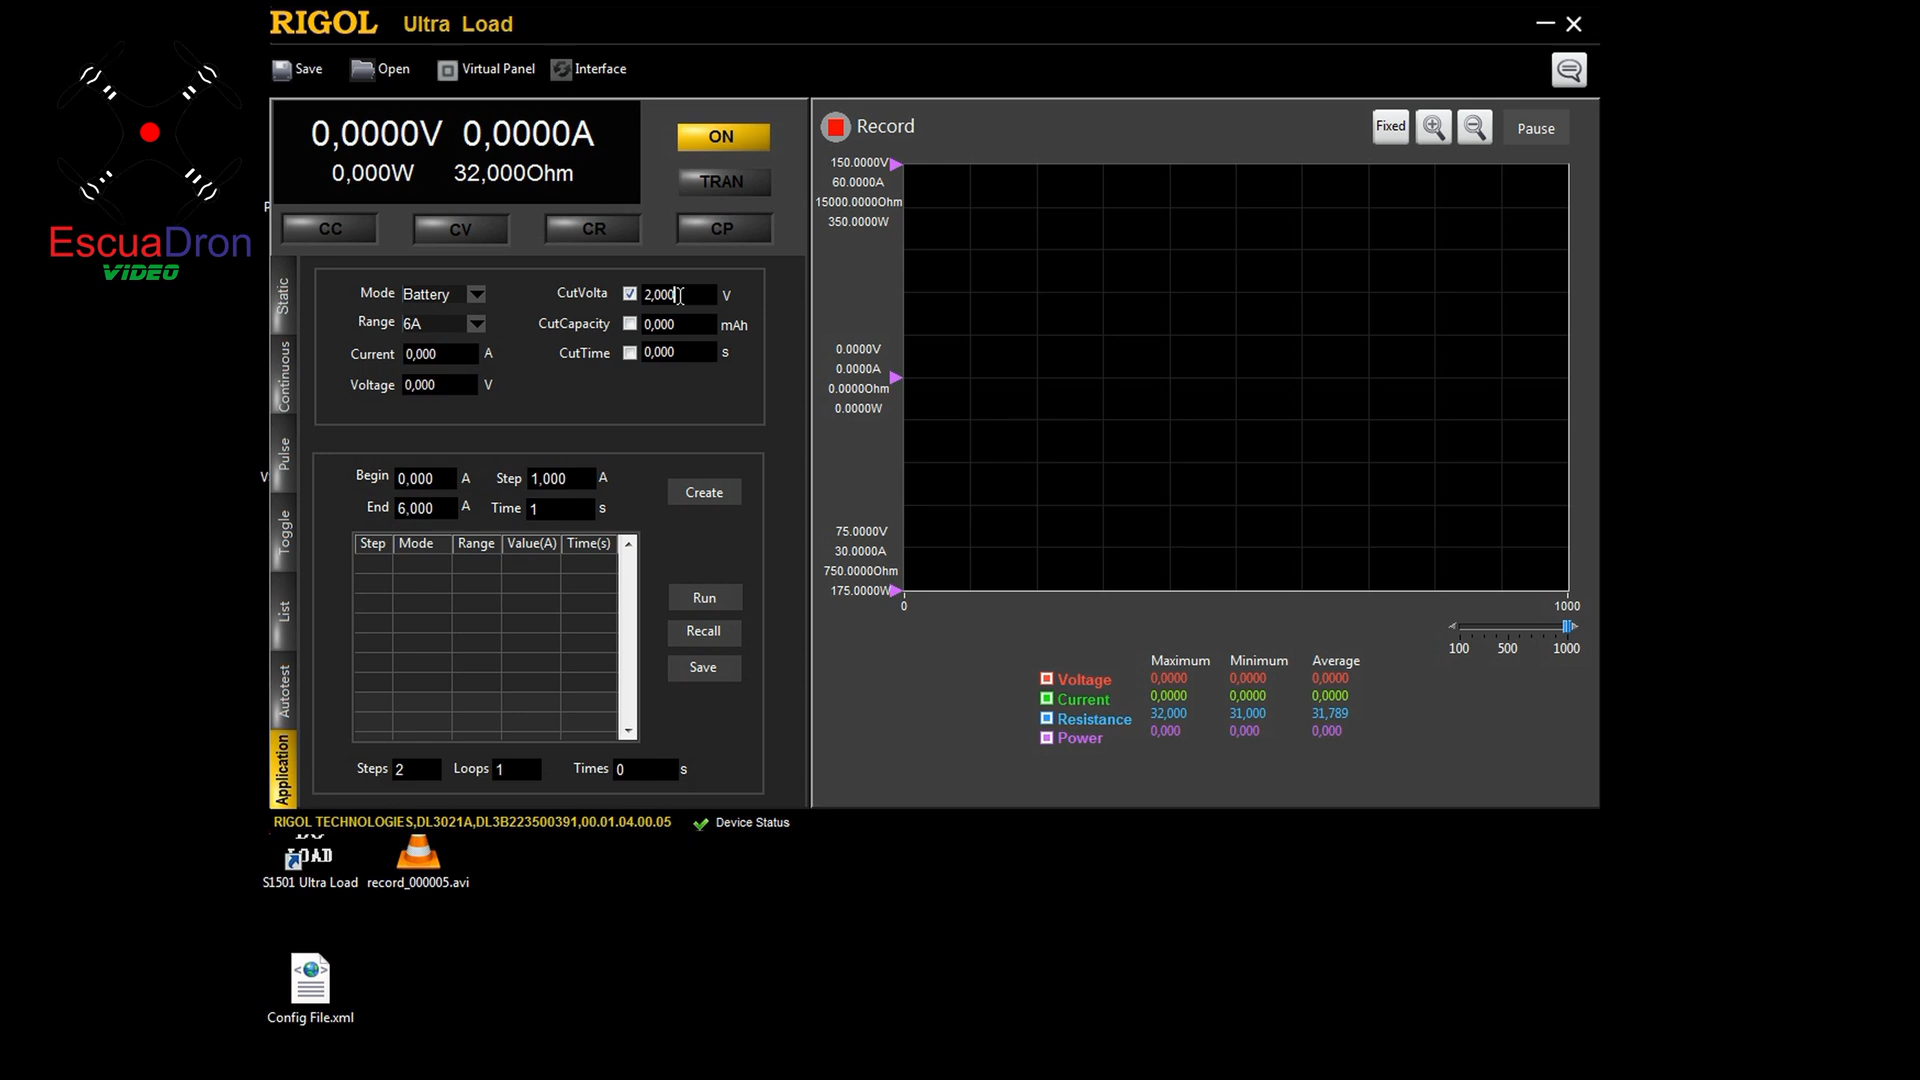 RIGOL Ultra Load
Save Open Virtual Panel Interface
EscuaDron
VIDEO
0,0000V 0,0000A
0,000W 32,000Ohm
ON
TRAN
CC CV CR CP
Static
Continuous
Pulse
Toggle
List
Autotest
Application
Mode Battery
Range 6A
Current 0,000 A
Voltage 0,000 V
CutVolta 2,000 V
CutCapacity 0,000 mAh
CutTime 0,000 s
Begin 0,000 A Step 1,000 A
End 6,000 A Time 1 s
Create
Step Mode Range Value(A) Time(s)
Run
Recall
Save
Steps 2 Loops 1 Times 0 s
Record
Fixed Pause
150.0000V
60.0000A
15000.0000Ohm
350.0000W
0.0000V
0.0000A
0.0000Ohm
0.0000W
75.0000V
30.0000A
750.0000Ohm
175.0000W
0 1000
100 500 1000
Maximum Minimum Average
Voltage 0,0000 0,0000 0,0000
Current 0,0000 0,0000 0,0000
Resistance 32,000 31,000 31,789
Power 0,000 0,000 0,000
RIGOL TECHNOLOGIES,DL3021A,DL3B223500391,00.01.04.00.05 Device Status
LOAD
S1501 Ultra Load record_000005.avi
Config File.xml